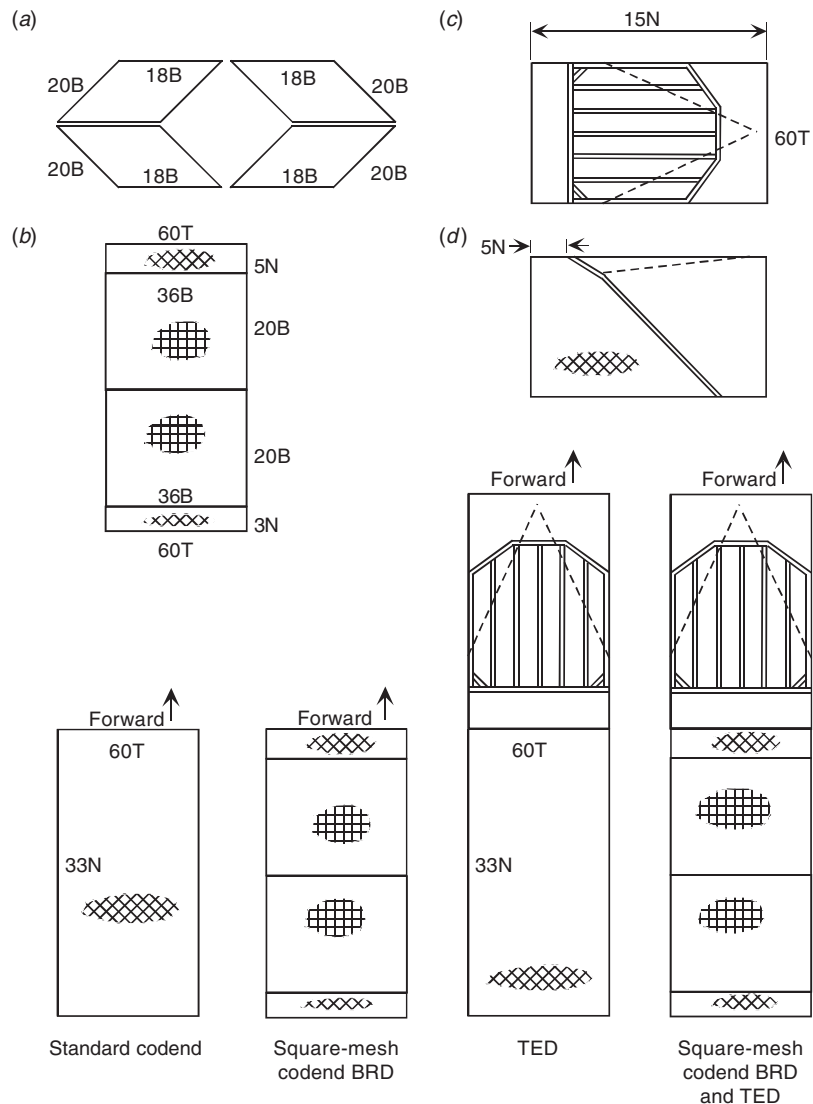 (a)
18B
18B
20B
20B
20B
20B
18B
18B
(b)
60T
5N
36B
20B
20B
36B
3N
60T
(c)
15N
60T
(d)
5N
Forward
60T
33N
Standard codend
Forward
Square-mesh
codend BRD
Forward
60T
33N
TED
Forward
Square-mesh
codend BRD
and TED